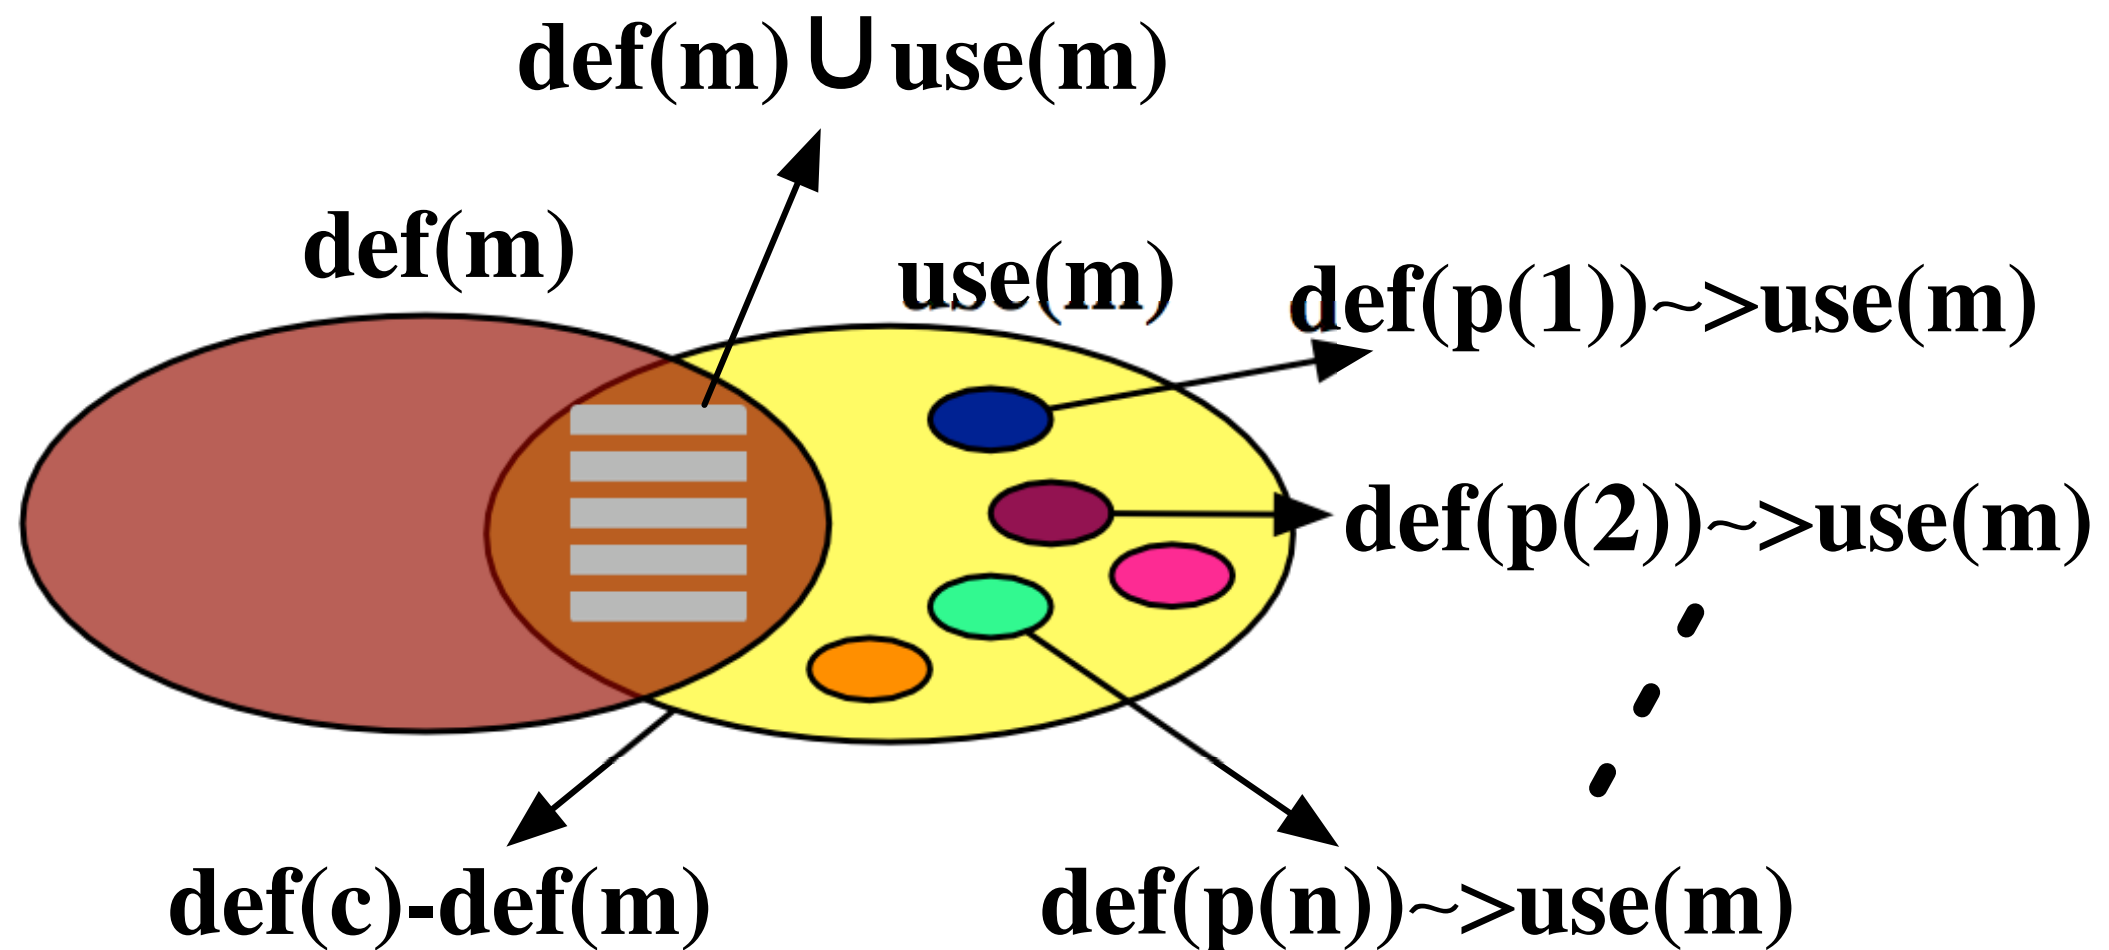 def(m)∪use(m)
def(m)
use(m)
def(p(1))~>use(m)
def(p(2))~>use(m)
def(c)-def(m)
def(p(n))~>use(m)